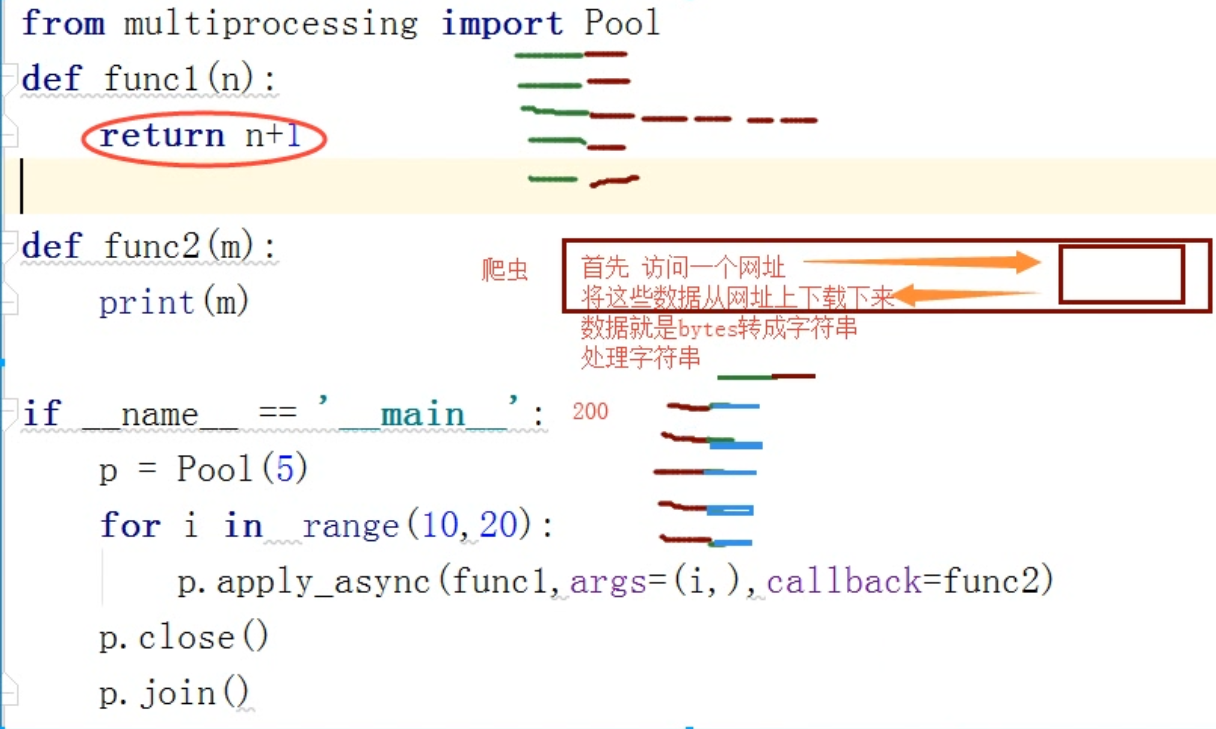 from multiprocessing import Pool
def func1(n):
return n+1
def func2(m):
print(m)
爬虫
首先 访问一个网址
将这些数据从网址上下载下来
数据就是bytes转成字符串
处理字符串
if __name__ == '__main__':
200
p = Pool(5)
for i in range(10,20):
p.apply_async(func1,args=(i,),callback=func2)
p.close()
p.join()